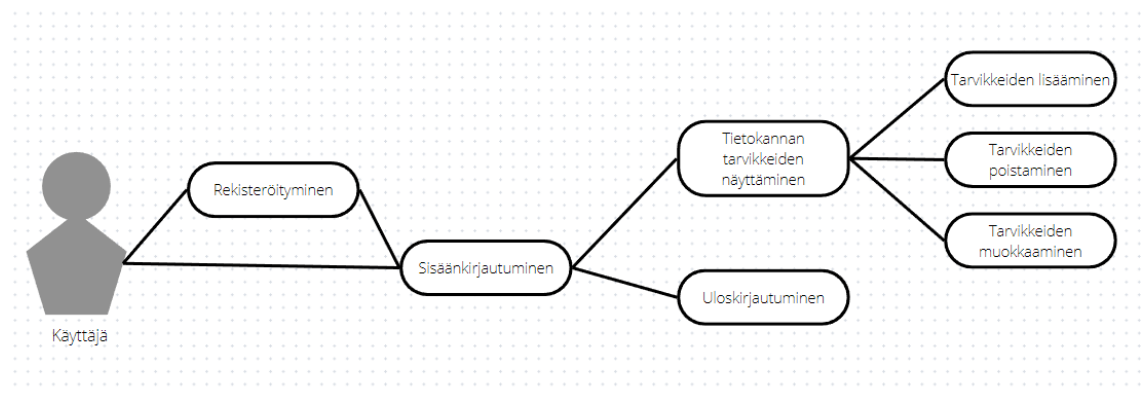 Käyttäjä
Rekisteröityminen
Sisäänkirjautuminen
Tietokannan
tarvikkeiden
näyttäminen
Uloskirjautuminen
Tarvikkeiden lisääminen
Tarvikkeiden
poistaminen
Tarvikkeiden
muokkaaminen